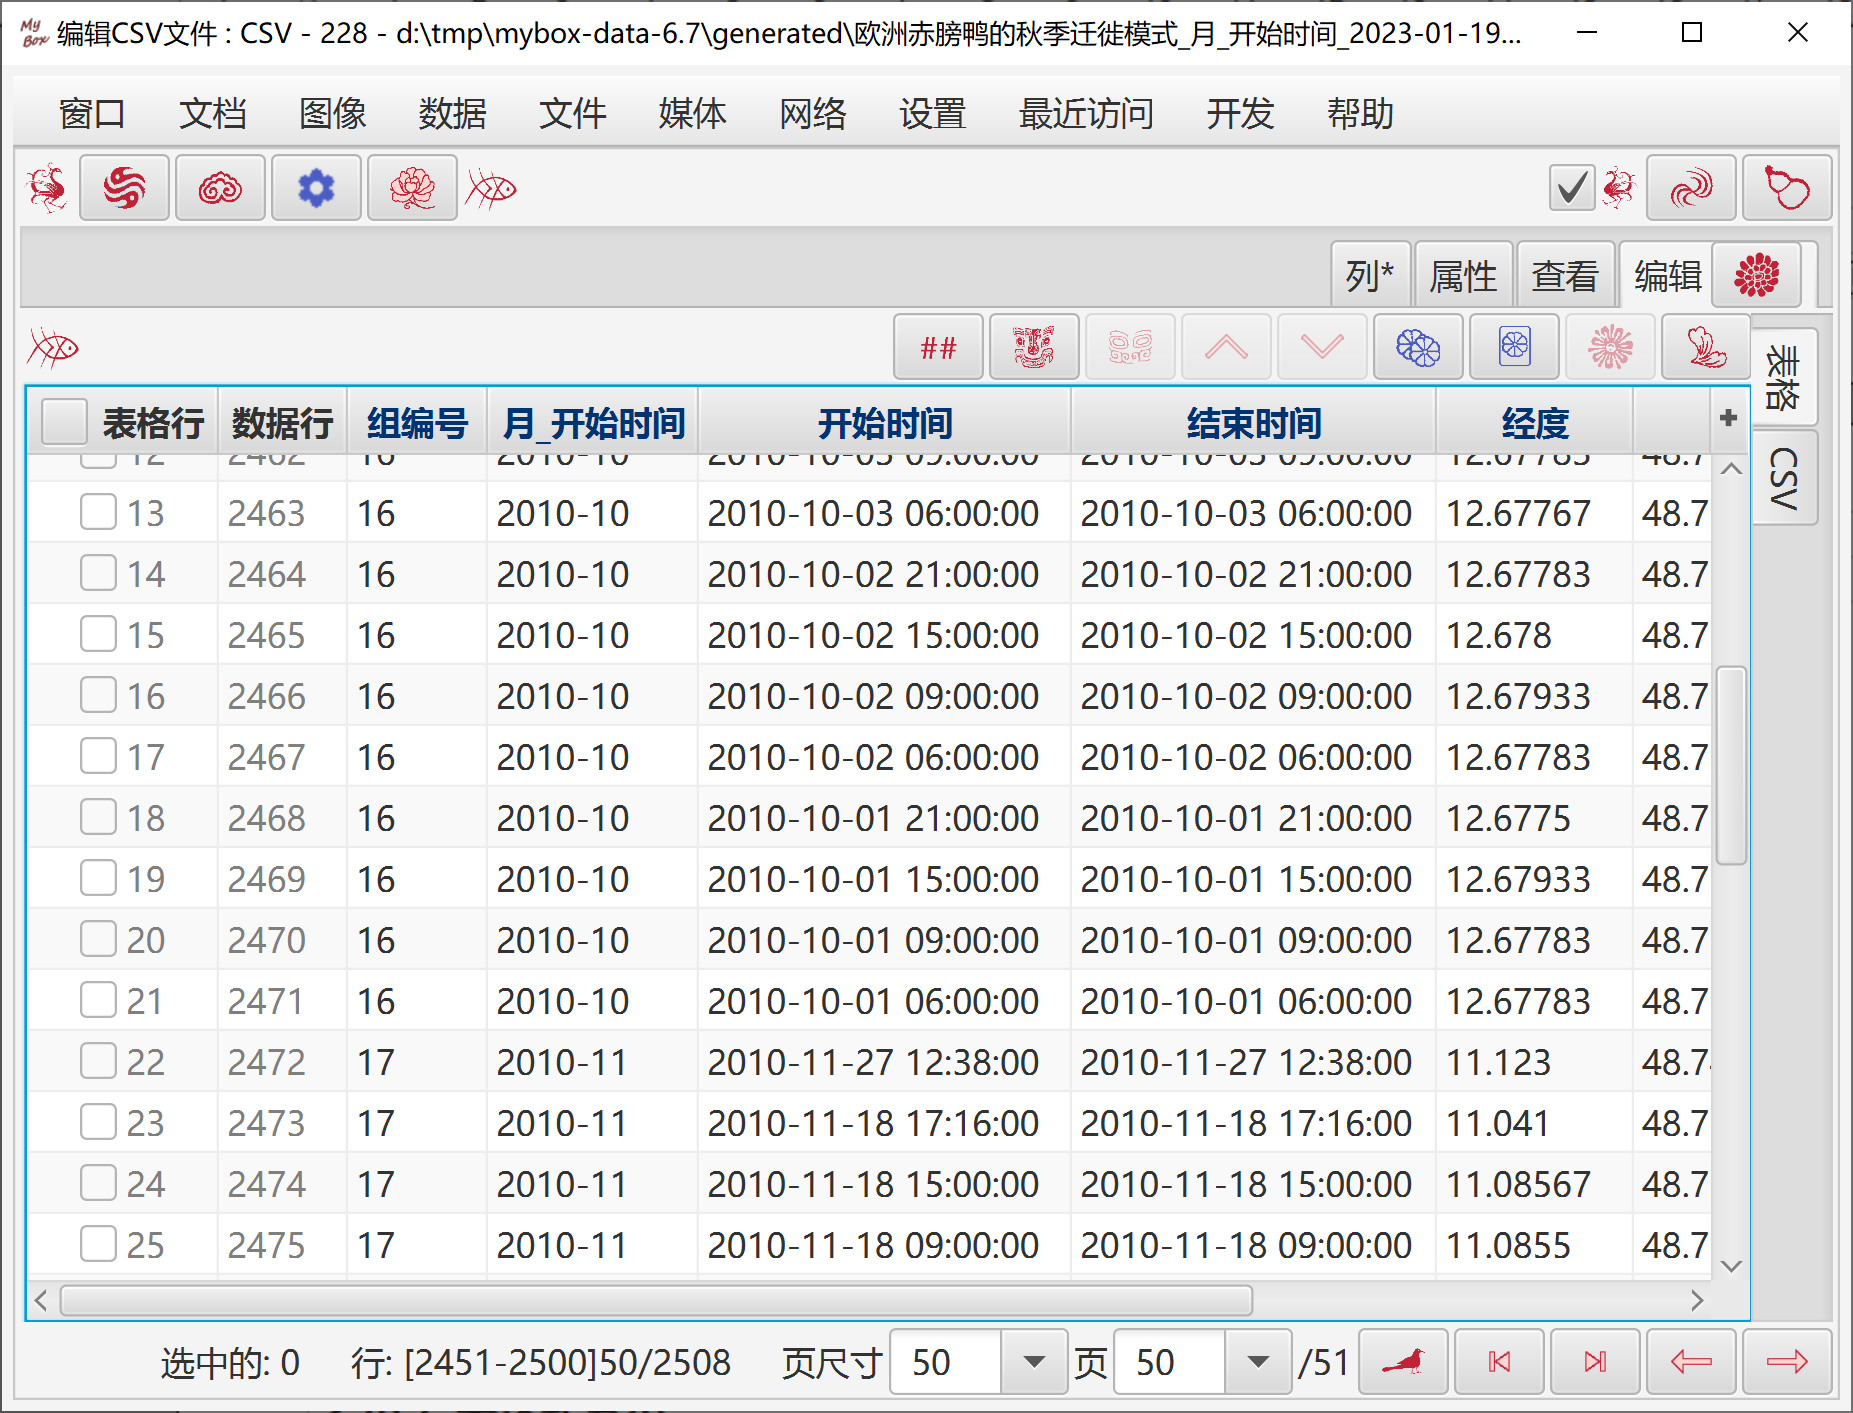 My Box 编辑CSV文件 : CSV - 228 - d:\tmp\mybox-data-6.7\generated\欧洲赤膀鸭的秋季迁徙模式_月_开始时间_2023-01-19...
窗口 文档 图像 数据 文件 媒体 网络 设置 最近访问 开发 帮助
列* 属性 查看 编辑
##
表格
CSV
表格行 数据行 组编号 月_开始时间 开始时间 结束时间 经度 +
13 2463 16 2010-10 2010-10-03 06:00:00 2010-10-03 06:00:00 12.67767 48.7
14 2464 16 2010-10 2010-10-02 21:00:00 2010-10-02 21:00:00 12.67783 48.7
15 2465 16 2010-10 2010-10-02 15:00:00 2010-10-02 15:00:00 12.678 48.7
16 2466 16 2010-10 2010-10-02 09:00:00 2010-10-02 09:00:00 12.67933 48.7
17 2467 16 2010-10 2010-10-02 06:00:00 2010-10-02 06:00:00 12.67783 48.7
18 2468 16 2010-10 2010-10-01 21:00:00 2010-10-01 21:00:00 12.6775 48.7
19 2469 16 2010-10 2010-10-01 15:00:00 2010-10-01 15:00:00 12.67933 48.7
20 2470 16 2010-10 2010-10-01 09:00:00 2010-10-01 09:00:00 12.67783 48.7
21 2471 16 2010-10 2010-10-01 06:00:00 2010-10-01 06:00:00 12.67783 48.7
22 2472 17 2010-11 2010-11-27 12:38:00 2010-11-27 12:38:00 11.123 48.7
23 2473 17 2010-11 2010-11-18 17:16:00 2010-11-18 17:16:00 11.041 48.7
24 2474 17 2010-11 2010-11-18 15:00:00 2010-11-18 15:00:00 11.08567 48.7
25 2475 17 2010-11 2010-11-18 09:00:00 2010-11-18 09:00:00 11.0855 48.7
选中的: 0 行: [2451-2500]50/2508 页尺寸 50 页 50 /51